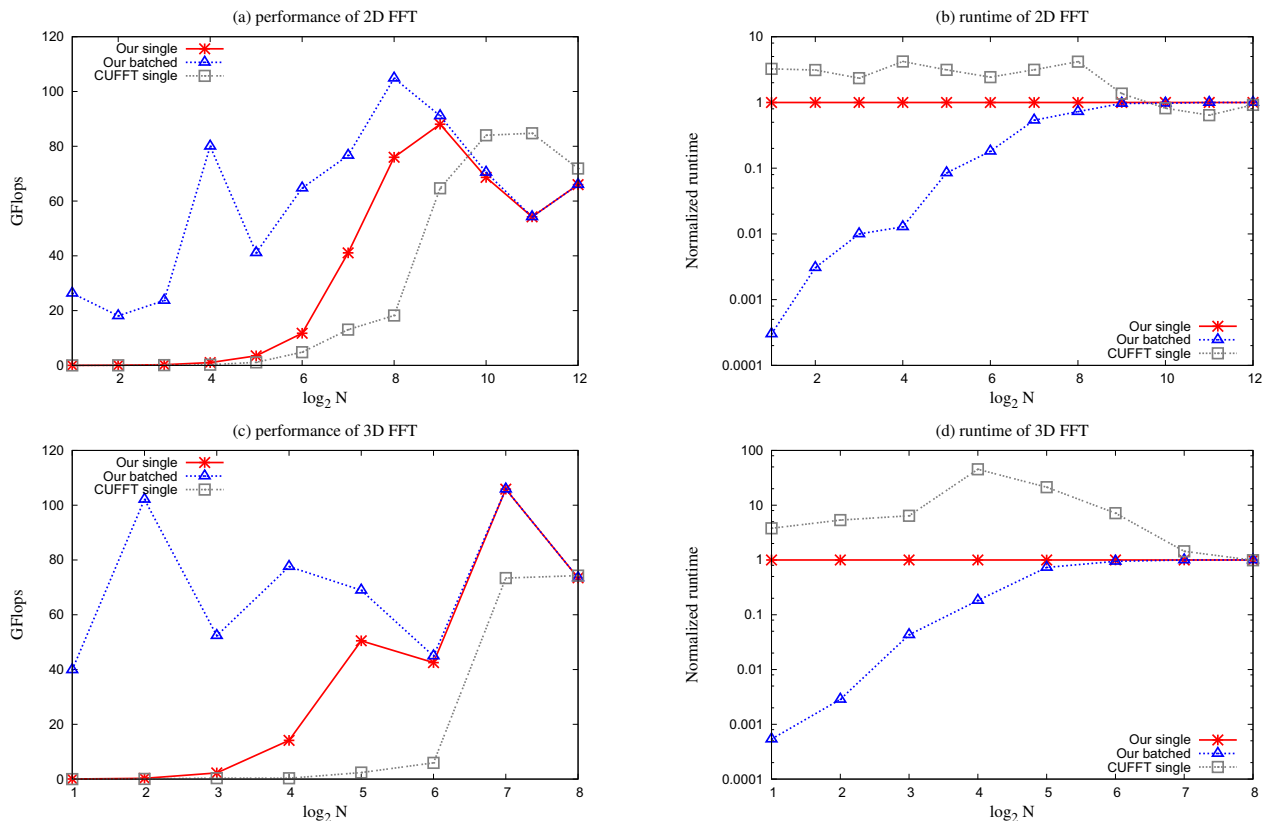 (a) performance of 2D FFT
120
100
80
60
40
20
0
GFlops
Our single
Our batched
CUFFT single
2 4 6 8 10 12
log2 N
(b) runtime of 2D FFT
10
1
0.1
0.01
0.001
0.0001
Normalized runtime
Our single
Our batched
CUFFT single
2 4 6 8 10 12
log2 N
(c) performance of 3D FFT
120
100
80
60
40
20
0
GFlops
Our single
Our batched
CUFFT single
1 2 3 4 5 6 7 8
log2 N
(d) runtime of 3D FFT
100
10
1
0.1
0.01
0.001
0.0001
Normalized runtime
Our single
Our batched
CUFFT single
1 2 3 4 5 6 7 8
log2 N